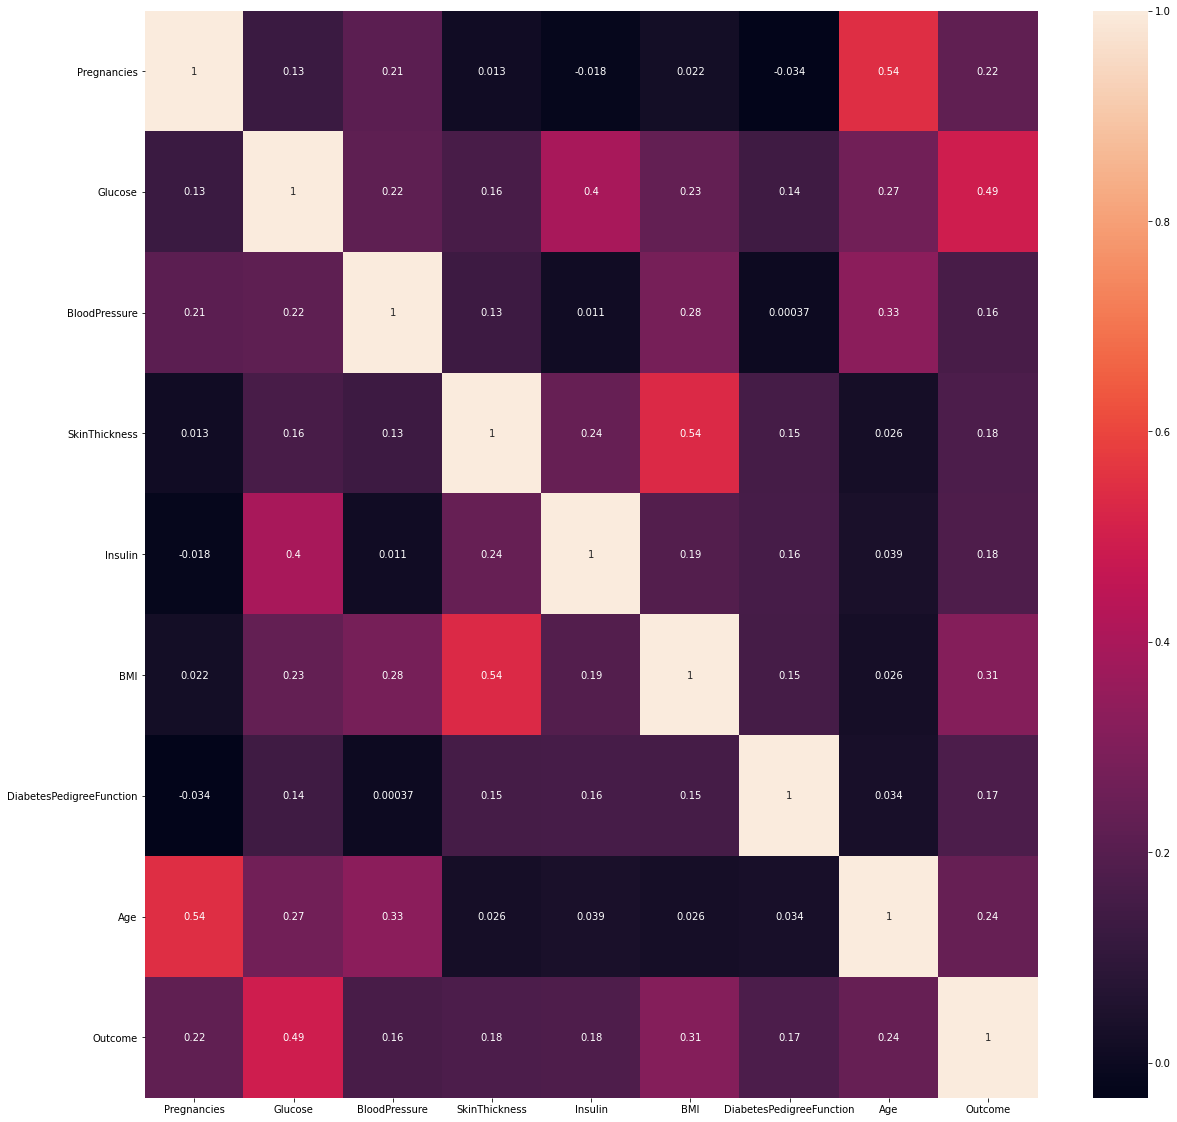 Pregnancies 1 0.13 0.21 0.013 -0.018 0.022 -0.034 0.54 0.22
Glucose 0.13 1 0.22 0.16 0.4 0.23 0.14 0.27 0.49
BloodPressure 0.21 0.22 1 0.13 0.011 0.28 0.00037 0.33 0.16
SkinThickness 0.013 0.16 0.13 1 0.24 0.54 0.15 0.026 0.18
Insulin -0.018 0.4 0.011 0.24 1 0.19 0.16 0.039 0.18
BMI 0.022 0.23 0.28 0.54 0.19 1 0.15 0.026 0.31
DiabetesPedigreeFunction -0.034 0.14 0.00037 0.15 0.16 0.15 1 0.034 0.17
Age 0.54 0.27 0.33 0.026 0.039 0.026 0.034 1 0.24
Outcome 0.22 0.49 0.16 0.18 0.18 0.31 0.17 0.24 1
Pregnancies Glucose BloodPressure SkinThickness Insulin BMI DiabetesPedigreeFunction Age Outcome
1.0
0.8
0.6
0.4
0.2
0.0